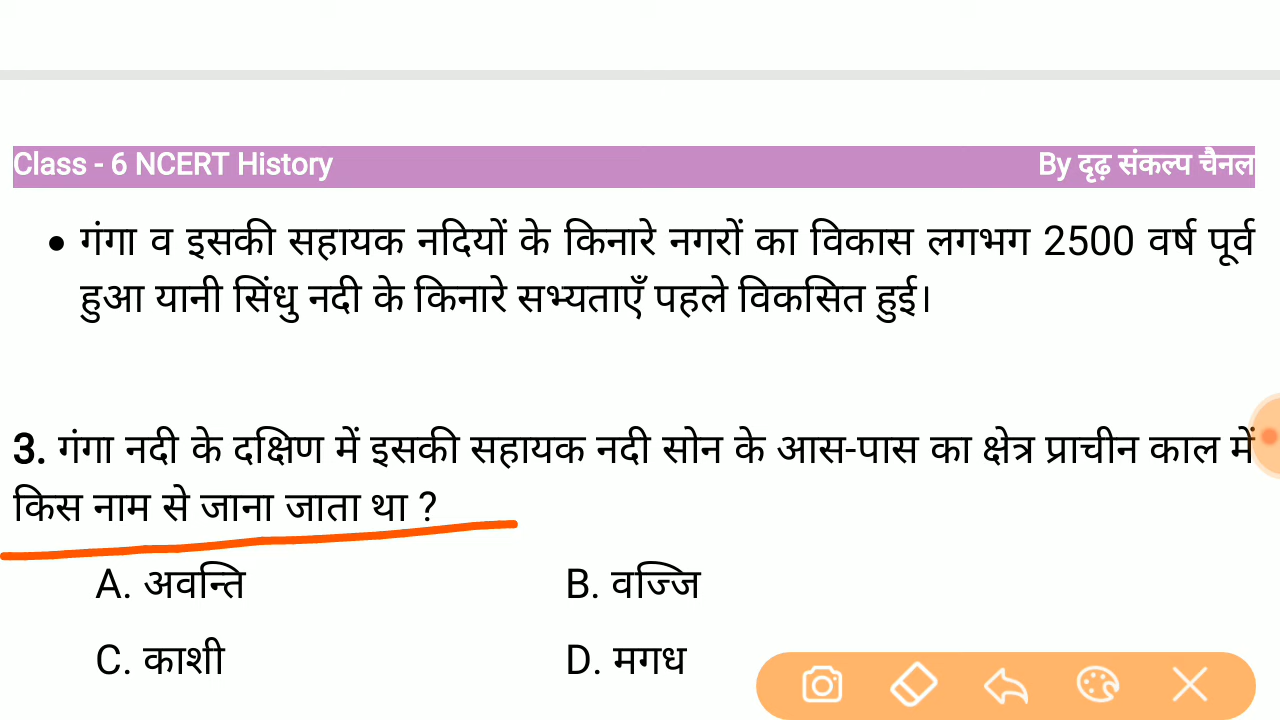 Class - 6 NCERT History By दृढ़ संकल्प चैनल
• गंगा व इसकी सहायक नदियों के किनारे नगरों का विकास लगभग 2500 वर्ष पूर्व
हुआ यानी सिंधु नदी के किनारे सभ्यताएँ पहले विकसित हुई।
3. गंगा नदी के दक्षिण में इसकी सहायक नदी सोन के आस-पास का क्षेत्र प्राचीन काल में
किस नाम से जाना जाता था ?
A. अवन्ति B. वज्जि
C. काशी D. मगध